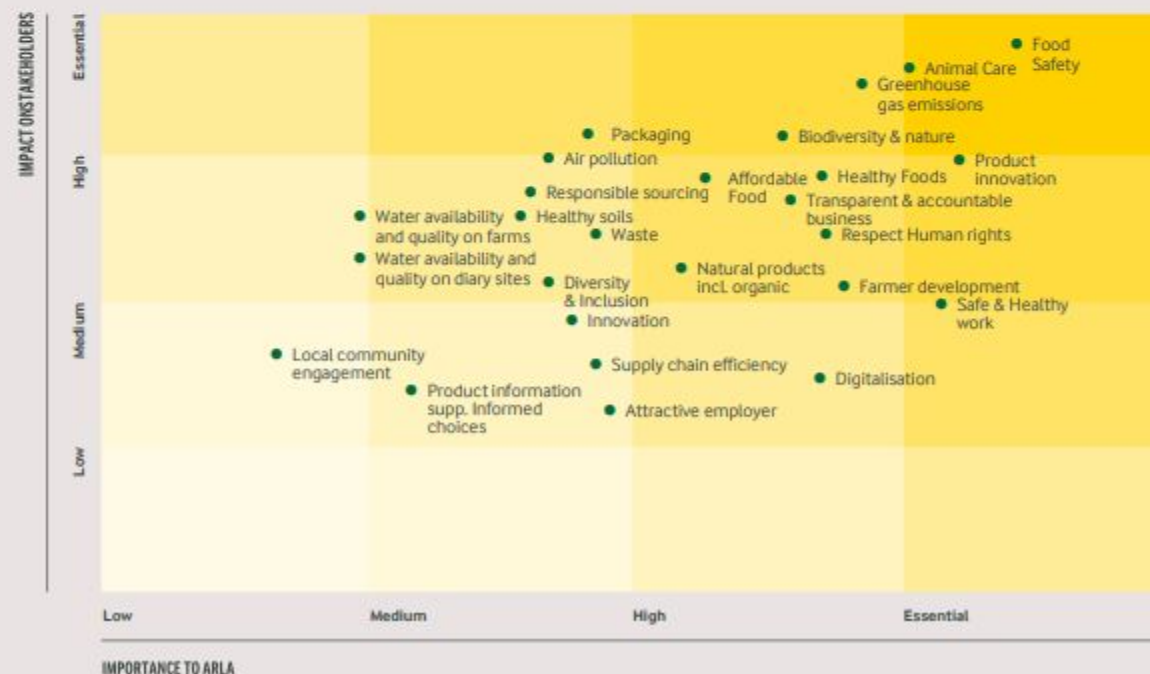 IMPACT ONSTAKEHOLDERS
Essential
High
Medium
Low
Food
Safety
Animal Care
Greenhouse
gas emissions
Packaging
Biodiversity & nature
Air pollution
Product
innovation
Affordable
Food
Healthy Foods
Responsible sourcing
Transparent & accountable
business
Water availability
and quality on farms
Healthy soils
Waste
Respect Human rights
Water availability and
quality on diary sites
Natural products
incl. organic
Diversity
& Inclusion
Farmer development
Safe & Healthy
work
Innovation
Local community
engagement
Supply chain efficiency
Digitalisation
Product information
supp. Informed
choices
Attractive employer
Low
Medium
High
Essential
IMPORTANCE TO ARLA